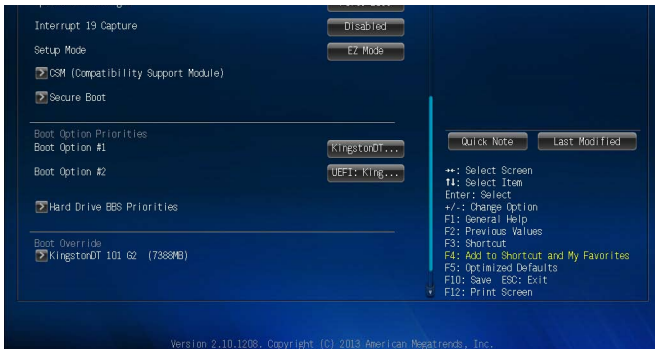 Interrupt 19 Capture
Disabled
Setup Mode
EZ Mode
CSM (Compatibility Support Module)
Secure Boot
Boot Option Priorities
Boot Option #1
KingstonDT...
Boot Option #2
UEFI: King...
Hard Drive BBS Priorities
Boot Override
KingstonDT 101 G2 (7388MB)
Quick Note
Last Modified
→←: Select Screen
↑↓: Select Item
Enter: Select
+/-: Change Option
F1: General Help
F2: Previous Values
F3: Shortcut
F4: Add to Shortcut and My Favorites
F5: Optimized Defaults
F10: Save ESC: Exit
F12: Print Screen
Version 2.10.1208. Copyright (C) 2013 American Megatrends, Inc.